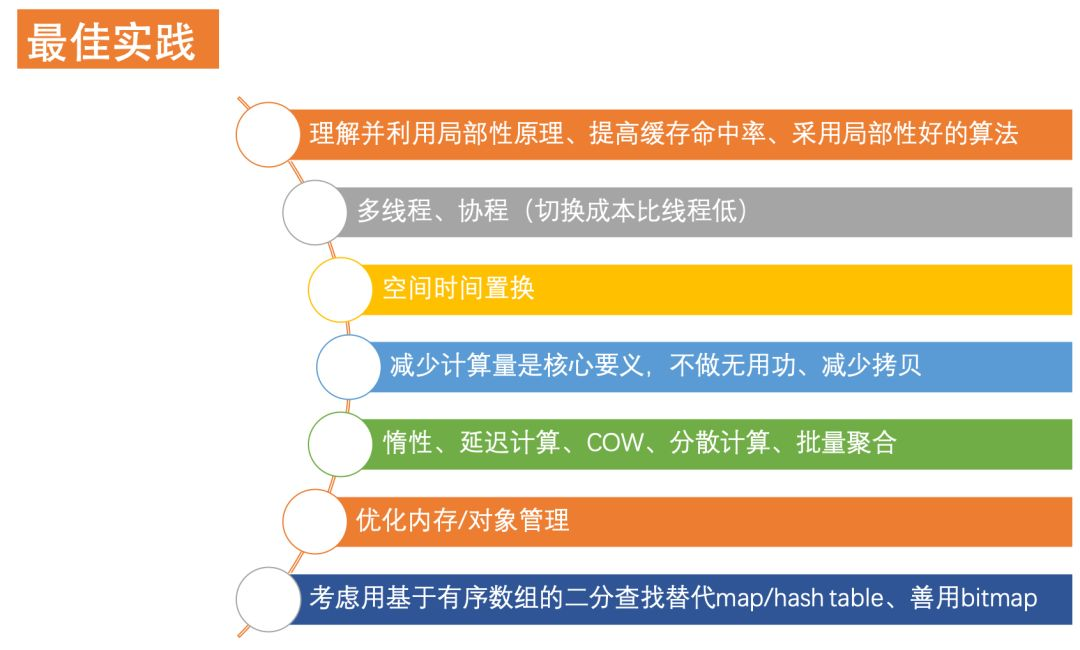 最佳实践
理解并利用局部性原理、提高缓存命中率、采用局部性好的算法
多线程、协程（切换成本比线程低）
空间时间置换
减少计算量是核心要义，不做无用功、减少拷贝
惰性、延迟计算、COW、分散计算、批量聚合
优化内存/对象管理
考虑用基于有序数组的二分查找替代map/hash table、善用bitmap